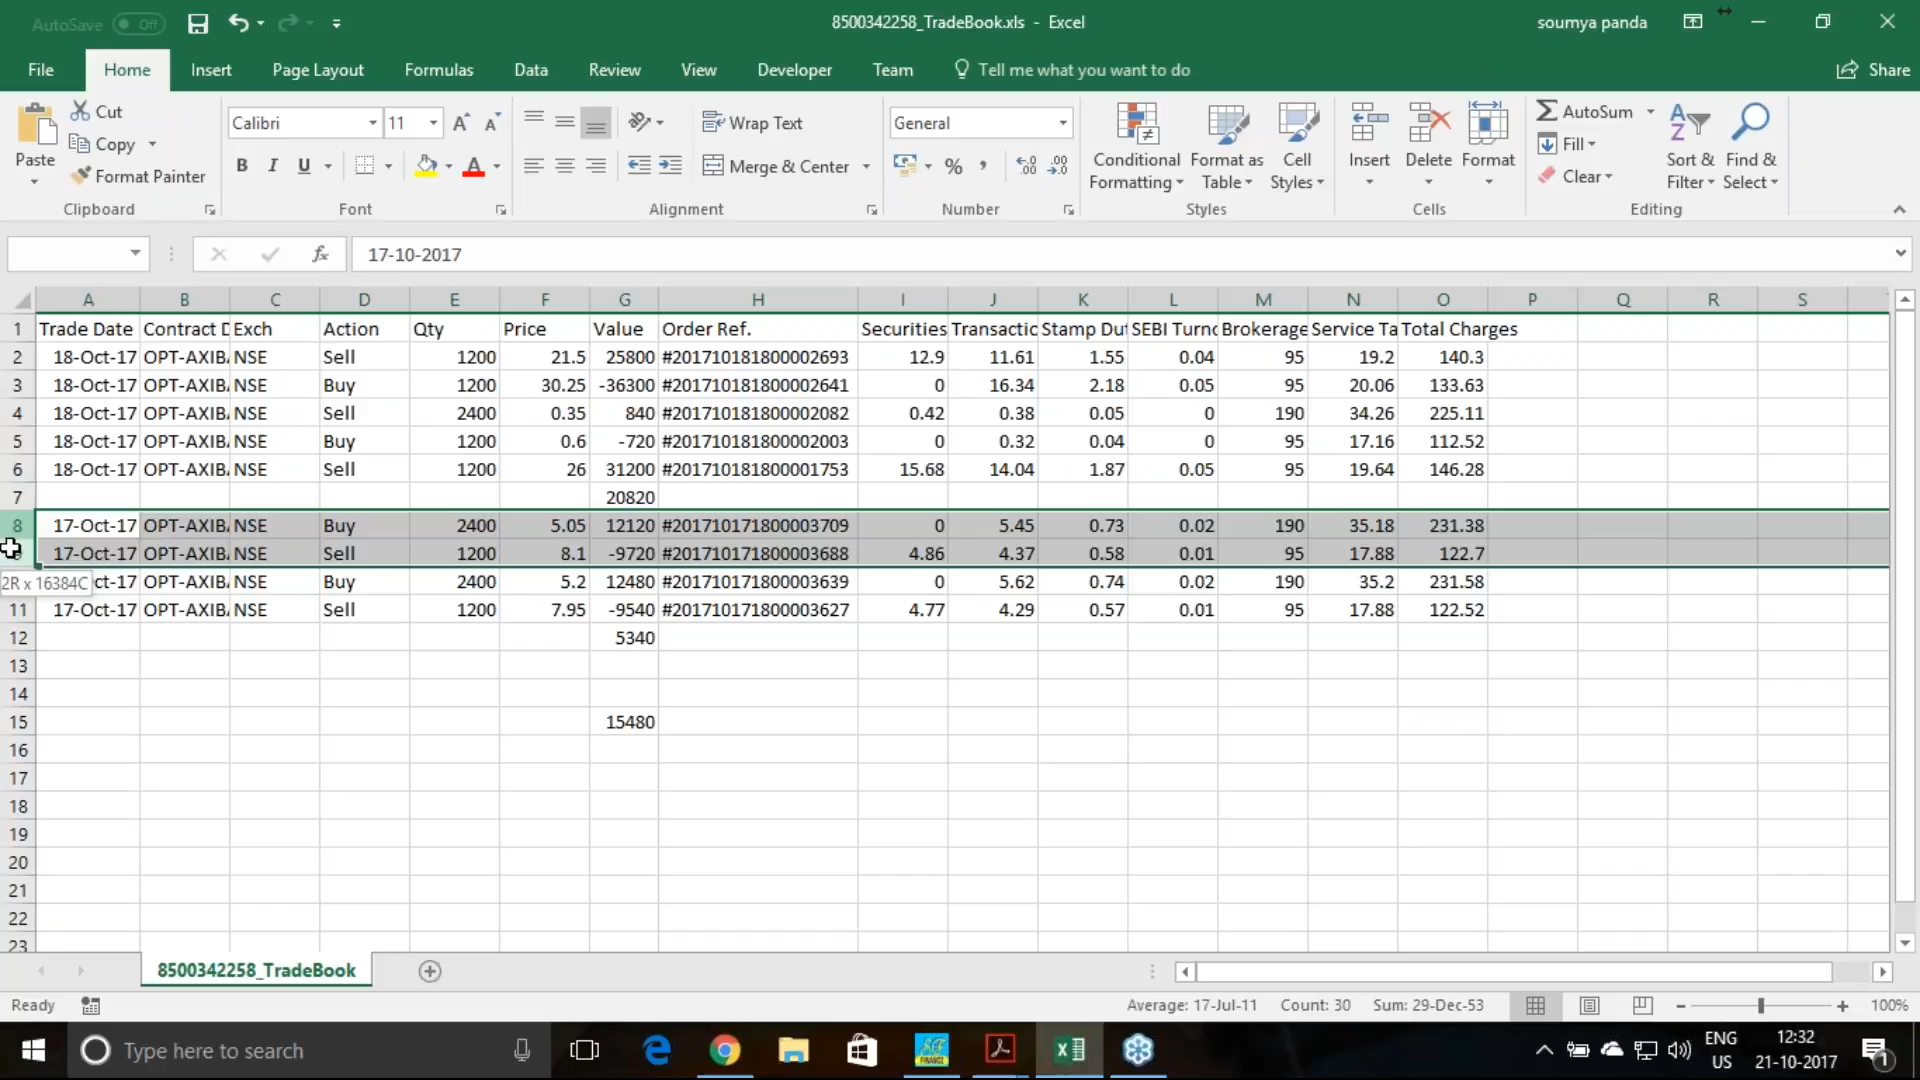 AutoSave Off
8500342258_TradeBook.xls - Excel
soumya panda
File Home Insert Page Layout Formulas Data Review View Developer Team Tell me what you want to do Share
Paste
Cut
Copy
Format Painter
Clipboard
Calibri 11
B I U
Font
Wrap Text
Merge & Center
Alignment
General
%
Number
Conditional Formatting
Format as Table
Cell Styles
Styles
Insert
Delete
Format
Cells
AutoSum
Fill
Clear
Sort & Filter
Find & Select
Editing
fx 17-10-2017
A B C D E F G H I J K L M N O P Q R S
1 Trade Date Contract D Exch Action Qty Price Value Order Ref. Securities Transactic Stamp Dut SEBI Turno Brokerage Service Ta Total Charges
2 18-Oct-17 OPT-AXIBA NSE Sell 1200 21.5 25800 #201710181800002693 12.9 11.61 1.55 0.04 95 19.2 140.3
3 18-Oct-17 OPT-AXIBA NSE Buy 1200 30.25 -36300 #201710181800002641 0 16.34 2.18 0.05 95 20.06 133.63
4 18-Oct-17 OPT-AXIBA NSE Sell 2400 0.35 840 #201710181800002082 0.42 0.38 0.05 0 190 34.26 225.11
5 18-Oct-17 OPT-AXIBA NSE Buy 1200 0.6 -720 #201710181800002003 0 0.32 0.04 0 95 17.16 112.52
6 18-Oct-17 OPT-AXIBA NSE Sell 1200 26 31200 #201710181800001753 15.68 14.04 1.87 0.05 95 19.64 146.28
7 20820
8 17-Oct-17 OPT-AXIBA NSE Buy 2400 5.05 12120 #201710171800003709 0 5.45 0.73 0.02 190 35.18 231.38
17-Oct-17 OPT-AXIBA NSE Sell 1200 8.1 -9720 #201710171800003688 4.86 4.37 0.58 0.01 95 17.88 122.7
2R x 16384C ct-17 OPT-AXIBA NSE Buy 2400 5.2 12480 #201710171800003639 0 5.62 0.74 0.02 190 35.2 231.58
11 17-Oct-17 OPT-AXIBA NSE Sell 1200 7.95 -9540 #201710171800003627 4.77 4.29 0.57 0.01 95 17.88 122.52
12 5340
13
14
15 15480
16
17
18
19
20
21
22
23
8500342258_TradeBook
Ready
Average: 17-Jul-11 Count: 30 Sum: 29-Dec-53 100%
Type here to search
FINANCE
ENG
US
12:32
21-10-2017
1